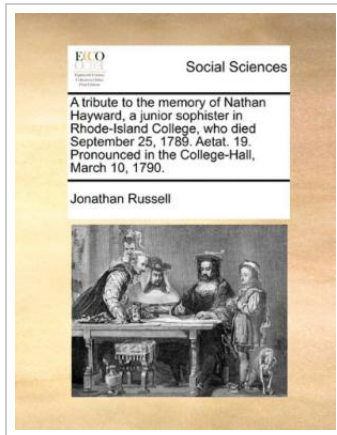 ECCO
Social Sciences
A tribute to the memory of Nathan
Hayward, a junior sophister in
Rhode-Island College, who died
September 25, 1789. Aetat. 19.
Pronounced in the College-Hall,
March 10, 1790.
Jonathan Russell